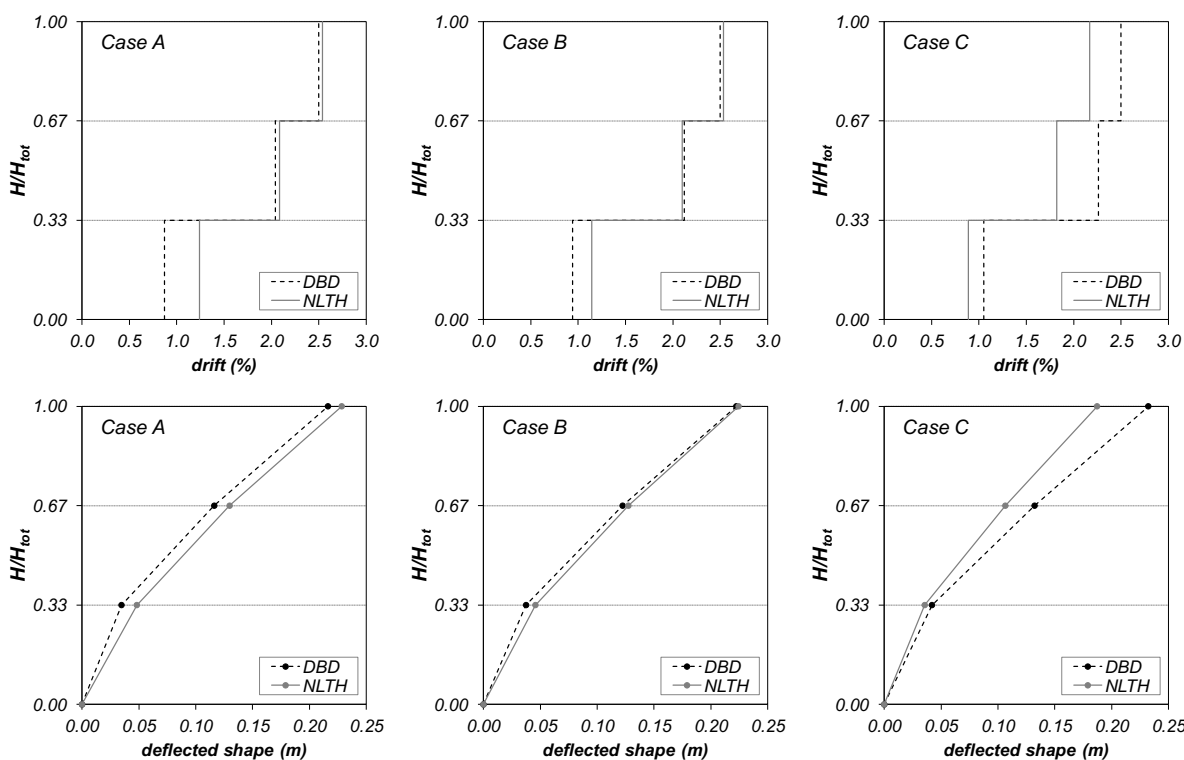 Case A
1.00
0.67
0.33
0.00
H/Htot
DBD
NLTH
0.0 0.5 1.0 1.5 2.0 2.5 3.0
drift (%)
Case B
1.00
0.67
0.33
0.00
H/Htot
DBD
NLTH
0.0 0.5 1.0 1.5 2.0 2.5 3.0
drift (%)
Case C
1.00
0.67
0.33
0.00
H/Htot
DBD
NLTH
0.0 0.5 1.0 1.5 2.0 2.5 3.0
drift (%)
Case A
1.00
0.67
0.33
0.00
H/Htot
DBD
NLTH
0.00 0.05 0.10 0.15 0.20 0.25
deflected shape (m)
Case B
1.00
0.67
0.33
0.00
H/Htot
DBD
NLTH
0.00 0.05 0.10 0.15 0.20 0.25
deflected shape (m)
Case C
1.00
0.67
0.33
0.00
H/Htot
DBD
NLTH
0.00 0.05 0.10 0.15 0.20 0.25
deflected shape (m)